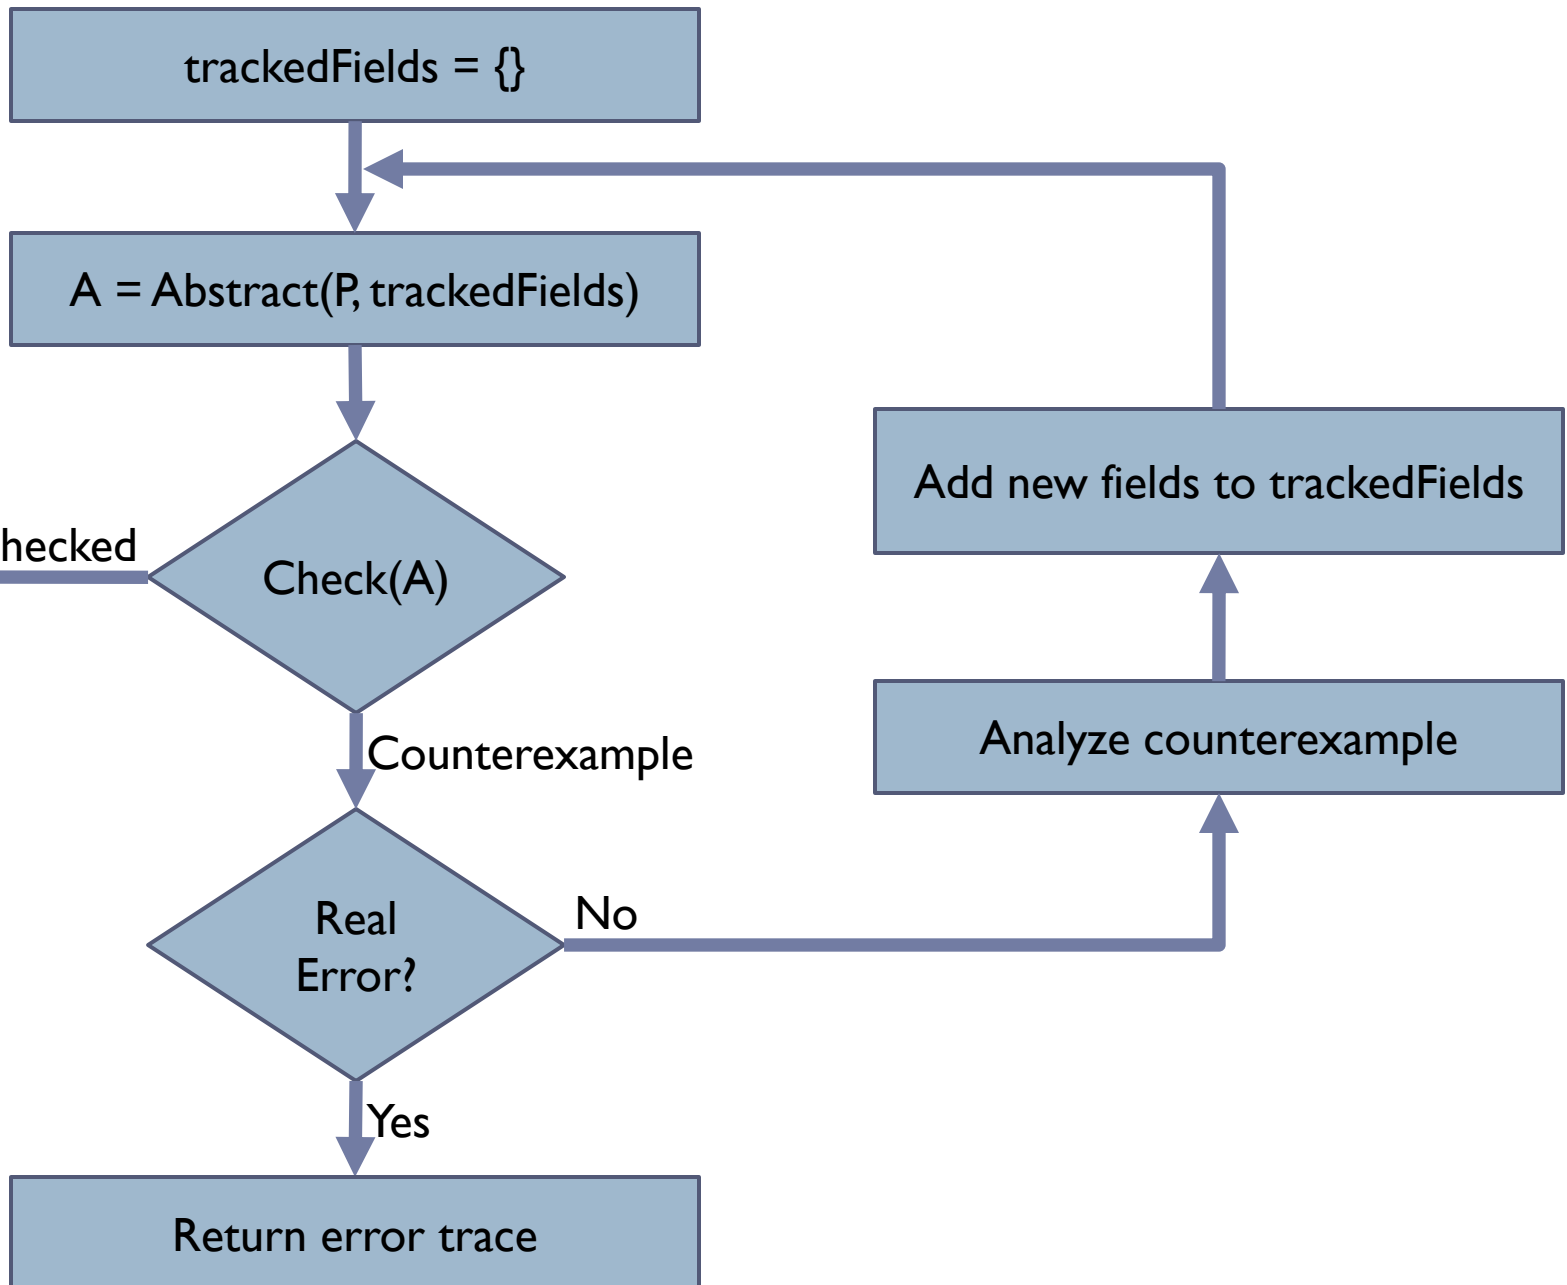 trackedFields = {}
A = Abstract(P, trackedFields)
Add new fields to trackedFields
hecked
Check(A)
Analyze counterexample
Counterexample
Real
Error?
No
Yes
Return error trace